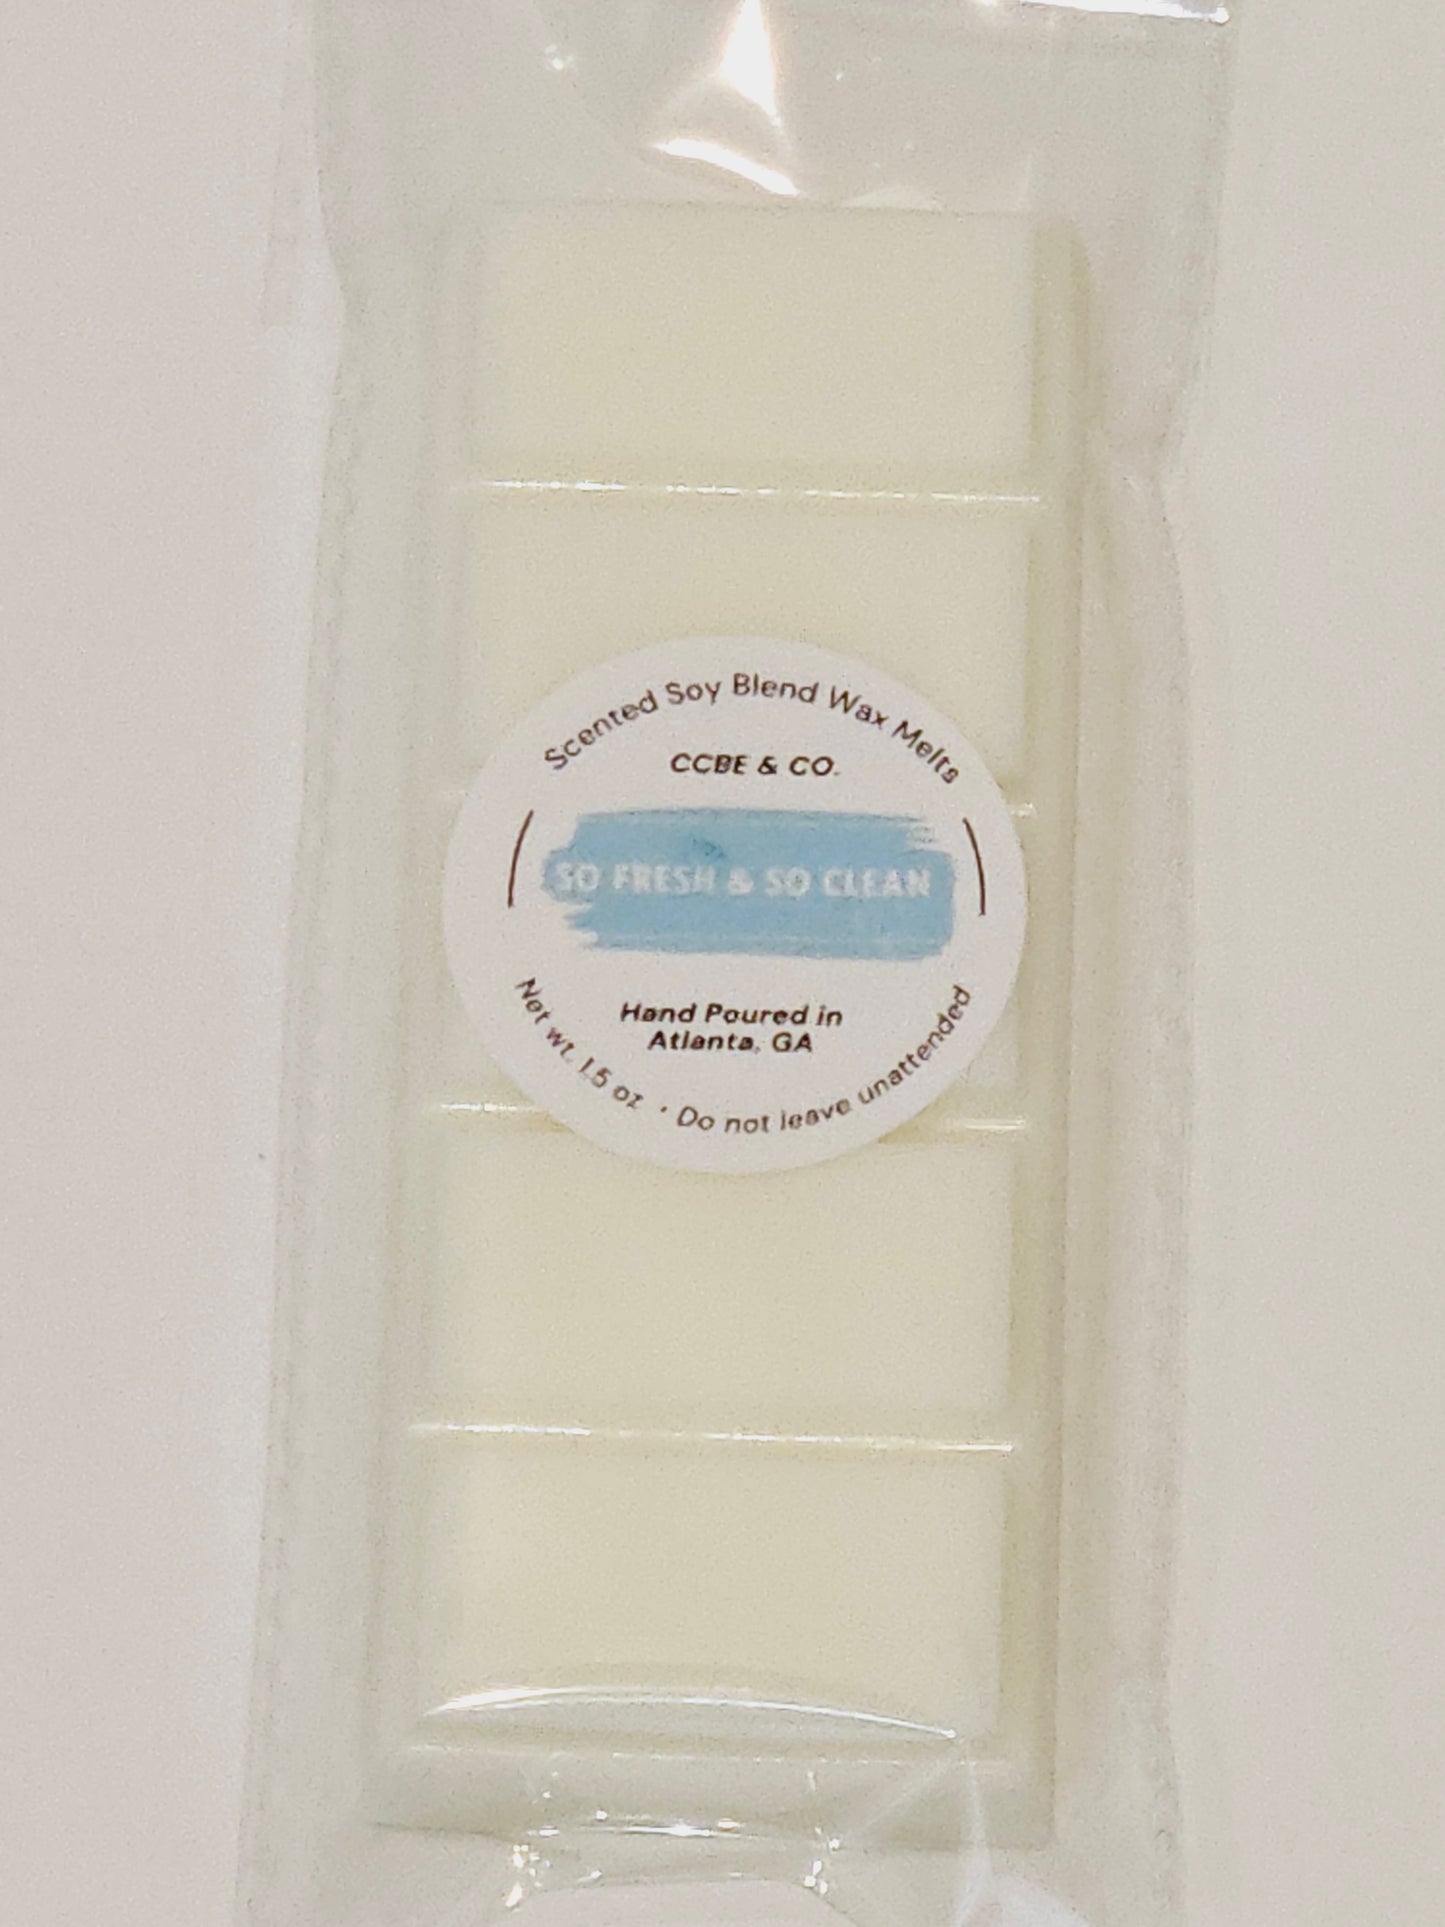 Scented Soy Blend Wax Melts
CCBE & CO.
SO FRESH & SO CLEAN
Hand Poured in
Atlanta, GA
Net wt. 1.5 oz · Do not leave unattended